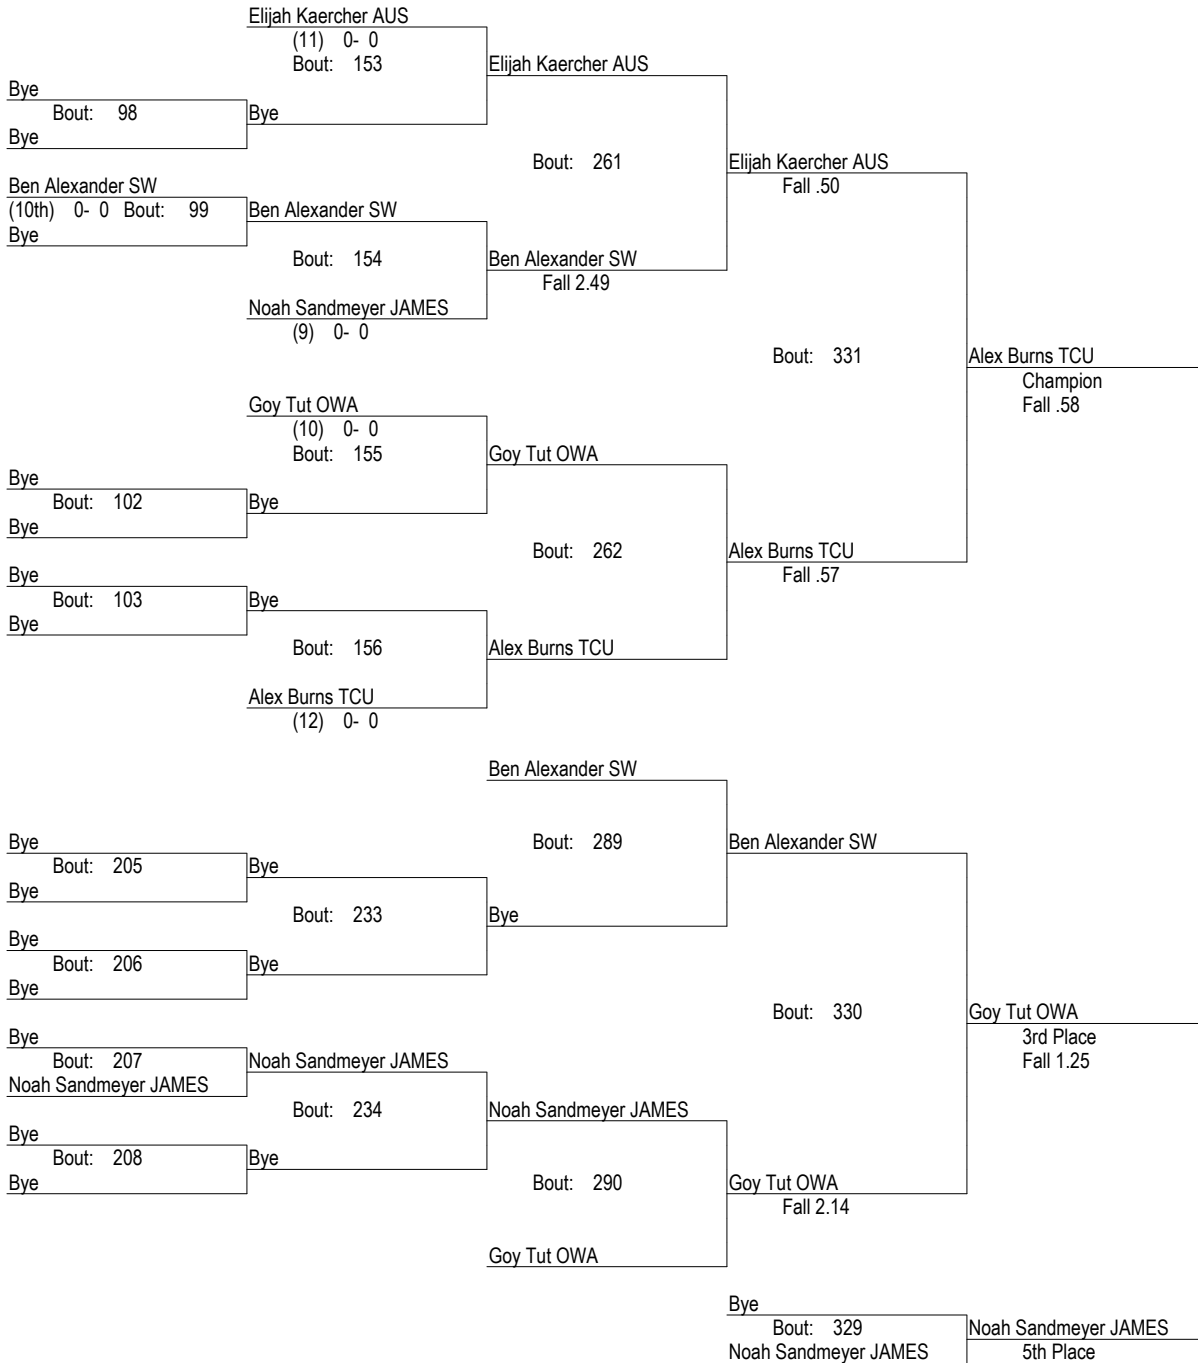 Elijah Kaercher AUS
(11) 0- 0
Bout: 153
Elijah Kaercher AUS
Bye
Bout: 98
Bye
Bye
Bout: 261
Elijah Kaercher AUS
Fall .50
Ben Alexander SW
(10th) 0- 0 Bout: 99
Ben Alexander SW
Bye
Bout: 154
Ben Alexander SW
Fall 2.49
Noah Sandmeyer JAMES
(9) 0- 0
Bout: 331
Alex Burns TCU
Champion
Fall .58
Goy Tut OWA
(10) 0- 0
Bout: 155
Goy Tut OWA
Bye
Bout: 102
Bye
Bye
Bout: 262
Alex Burns TCU
Fall .57
Bye
Bout: 103
Bye
Bye
Bout: 156
Alex Burns TCU
Alex Burns TCU
(12) 0- 0
Ben Alexander SW
Bout: 289
Ben Alexander SW
Bye
Bout: 205
Bye
Bye
Bout: 233
Bye
Bye
Bout: 206
Bye
Bye
Bout: 330
Goy Tut OWA
3rd Place
Fall 1.25
Bye
Bout: 207
Noah Sandmeyer JAMES
Noah Sandmeyer JAMES
Bout: 234
Noah Sandmeyer JAMES
Bye
Bout: 208
Bye
Bye
Bout: 290
Goy Tut OWA
Fall 2.14
Goy Tut OWA
Bye
Bout: 329
Noah Sandmeyer JAMES
Noah Sandmeyer JAMES
5th Place